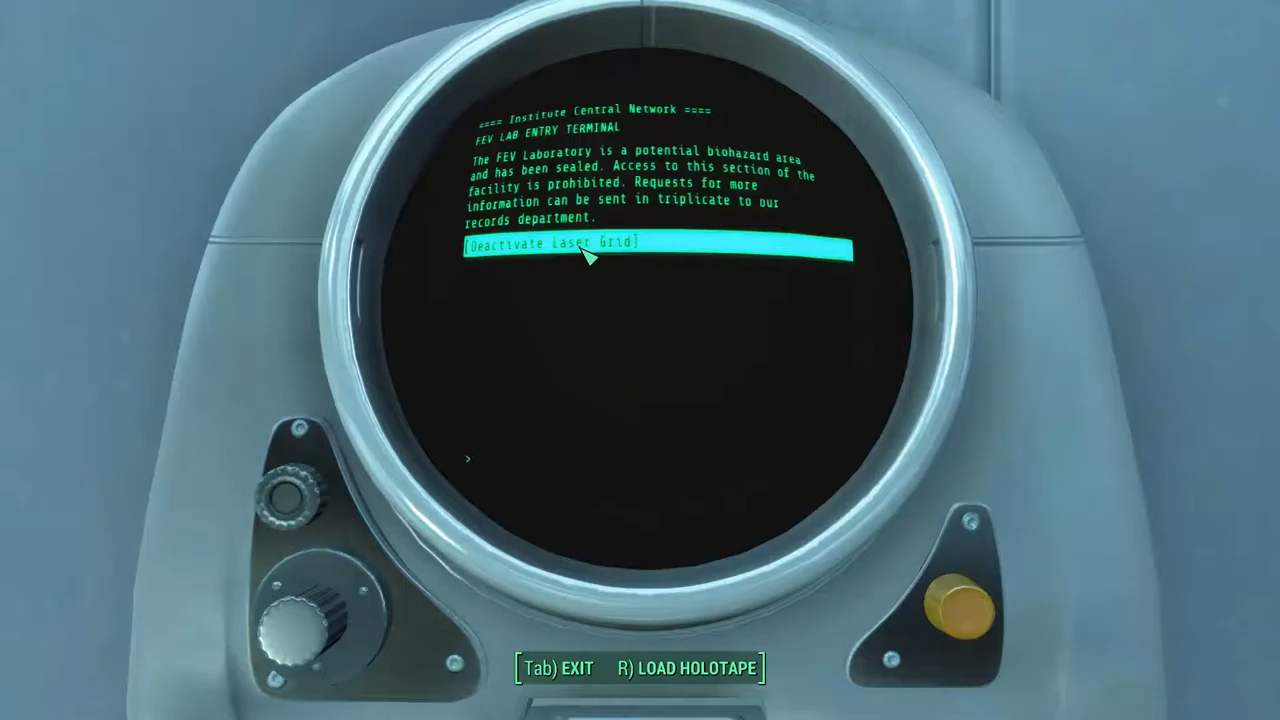 ==== Institute Central Network ====
FEV LAB ENTRY TERMINAL
The FEV Laboratory is a potential biohazard area
and has been sealed. Access to this section of the
facility is prohibited. Requests for more
information can be sent in triplicate to our
records department.
[Deactivate Laser Grid]
>
[Tab) EXIT R) LOAD HOLOTAPE]